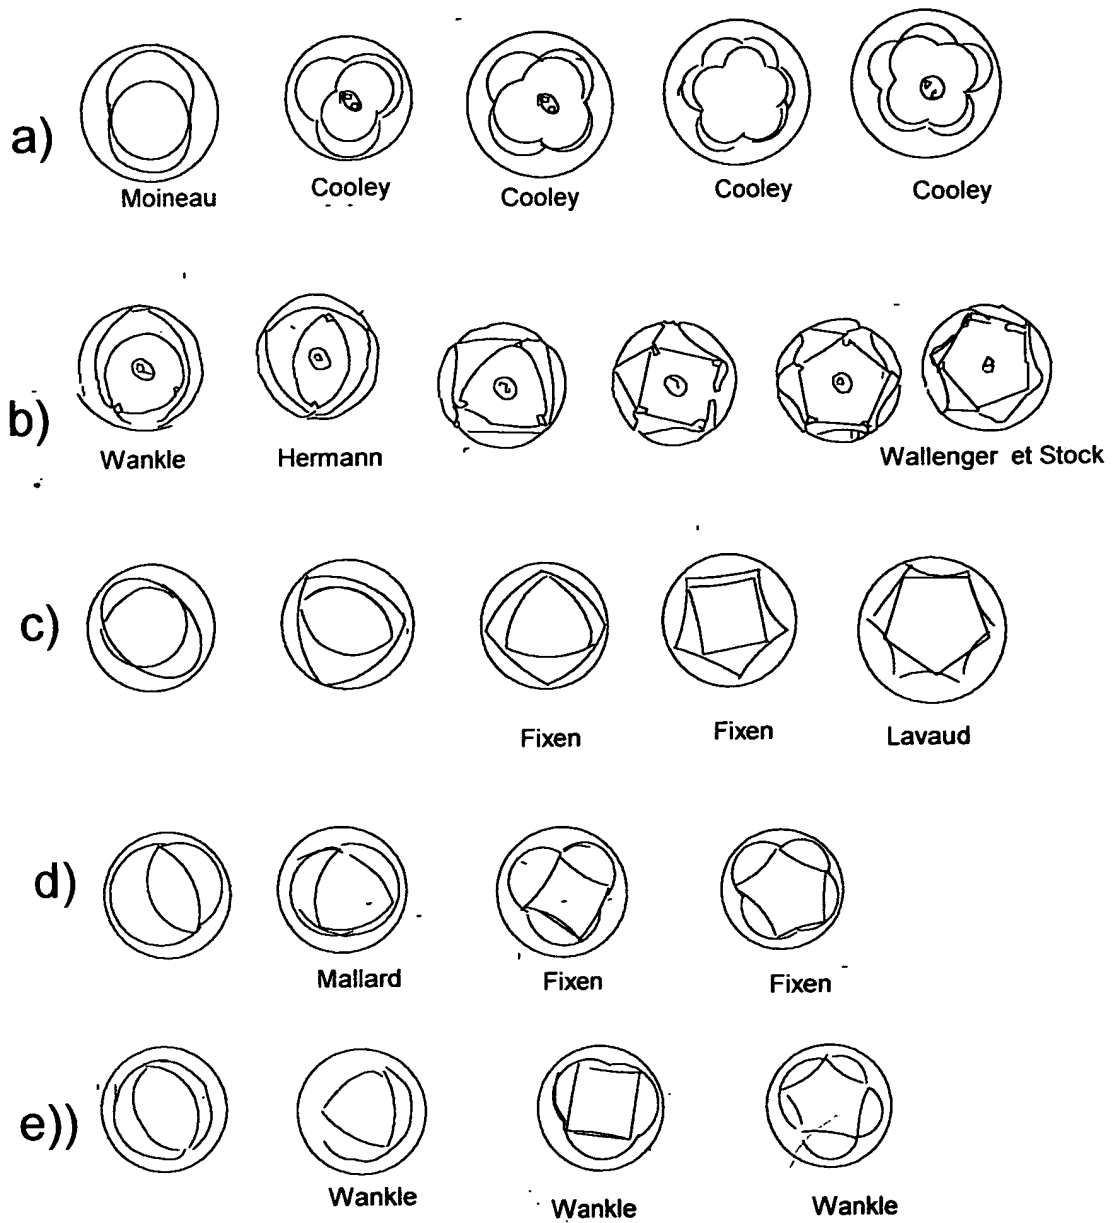 a)
Moineau Cooley Cooley Cooley Cooley
b)
Wankle Hermann Wallenger et Stock
c)
Fixen Fixen Lavaud
d)
Mallard Fixen Fixen
e))
Wankle Wankle Wankle